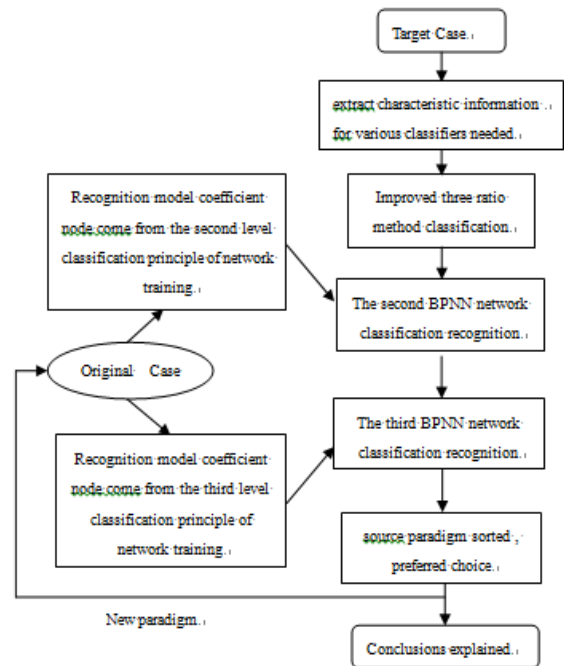 Target Case.
extract characteristic information .
for various classifiers needed.
Recognition model coefficient
node come from the second level
classification principle of network
training.
Improved three ratio
method classification.
The second BPNN network
classification recognition.
Original Case
The third BPNN network
classification recognition.
Recognition model coefficient
node come from the third level
classification principle of
network training.
source paradigm sorted ,
preferred choice.
New paradigm.
Conclusions explained.